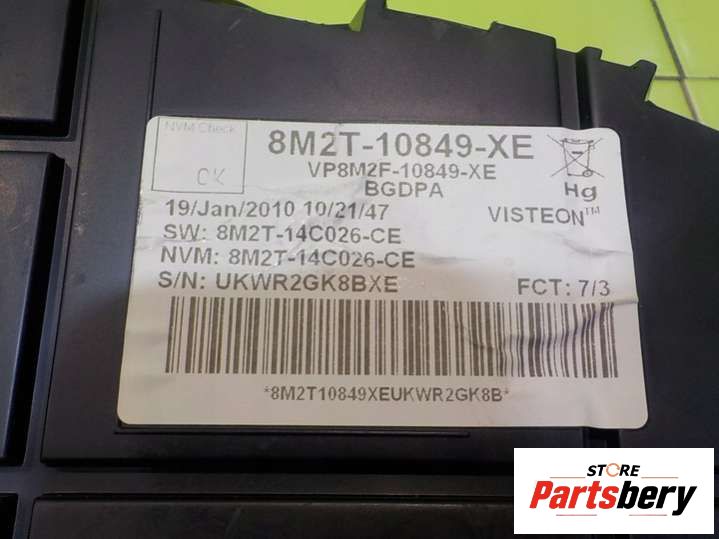 NVM Check
OK
8M2T-10849-XE
VP8M2F-10849-XE
BGDPA
Hg
19/Jan/2010 10/21/47
VISTEON™
SW: 8M2T-14C026-CE
NVM: 8M2T-14C026-CE
S/N: UKWR2GK8BXE
FCT: 7/3
*8M2T10849XEUKWR2GK8B*
STORE
Partsbery